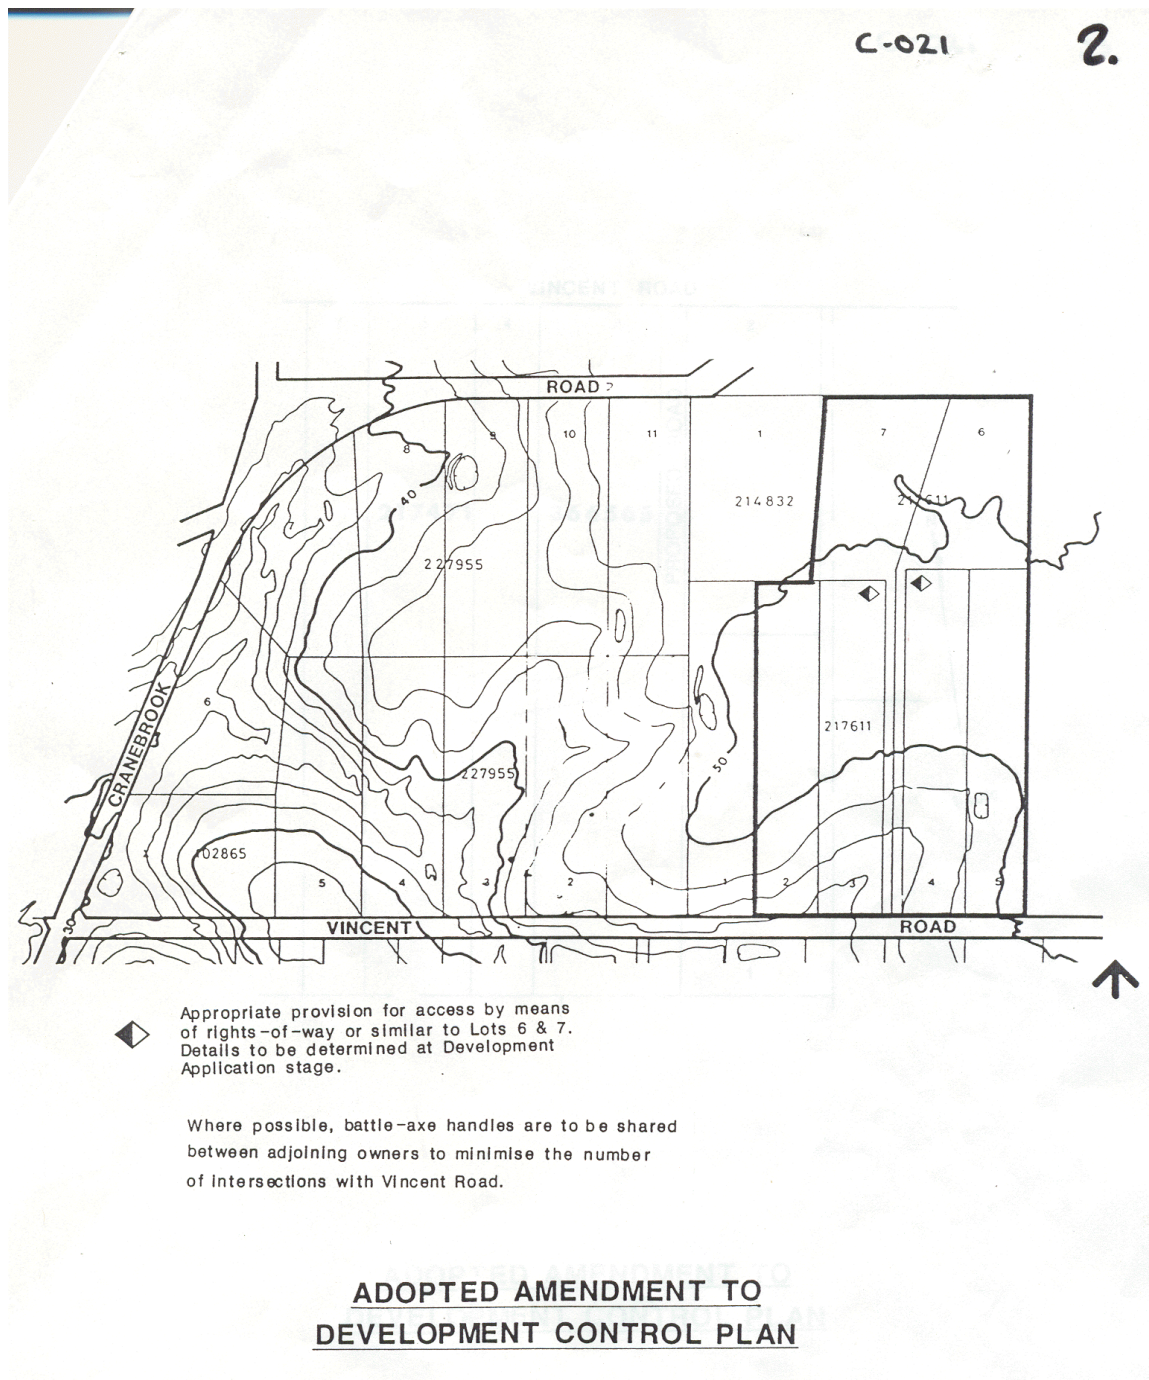 C-021
2.
ROAD
7
6
8
9
10
11
1
40
214832
217611
227955
6
CRANEBROOK
217611
50
227955
102865
5
4
3
2
1
1
2
3
4
5
VINCENT
ROAD
30
Appropriate provision for access by means
of rights-of-way or similar to Lots 6 & 7.
Details to be determined at Development
Application stage.
Where possible, battle-axe handles are to be shared
between adjoining owners to minimise the number
of intersections with Vincent Road.
ADOPTED AMENDMENT TO
DEVELOPMENT CONTROL PLAN